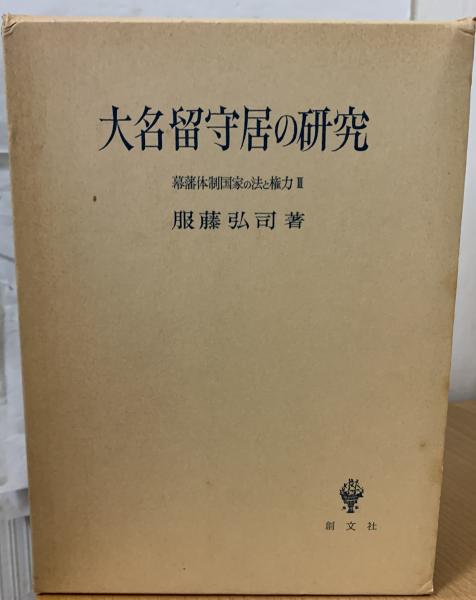 大名留守居の研究
幕藩体制国家の法と権力 Ⅲ
服藤弘司著
創文社